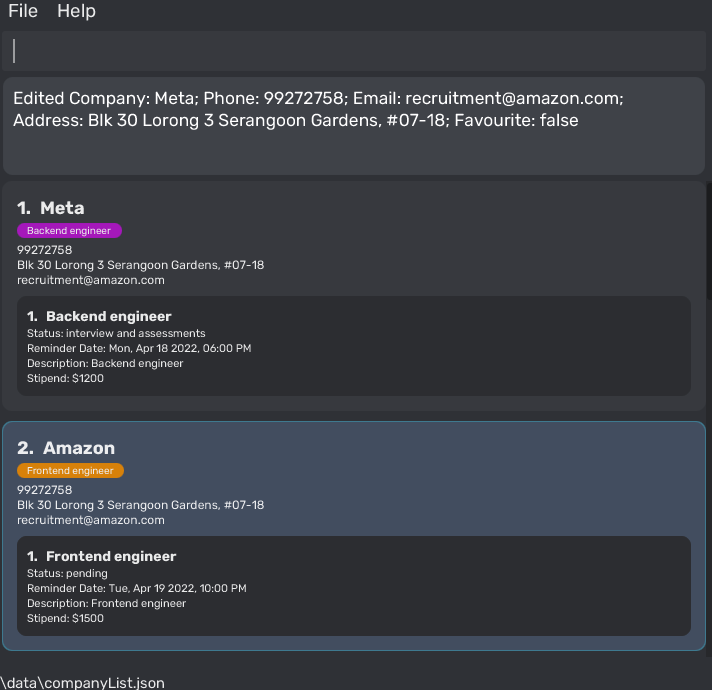 File Help
Edited Company: Meta; Phone: 99272758; Email: recruitment@amazon.com;
Address: Blk 30 Lorong 3 Serangoon Gardens, #07-18; Favourite: false
1. Meta
Backend engineer
99272758
Blk 30 Lorong 3 Serangoon Gardens, #07-18
recruitment@amazon.com
1. Backend engineer
Status: interview and assessments
Reminder Date: Mon, Apr 18 2022, 06:00 PM
Description: Backend engineer
Stipend: $1200
2. Amazon
Frontend engineer
99272758
Blk 30 Lorong 3 Serangoon Gardens, #07-18
recruitment@amazon.com
1. Frontend engineer
Status: pending
Reminder Date: Tue, Apr 19 2022, 10:00 PM
Description: Frontend engineer
Stipend: $1500
\data\companyList.json